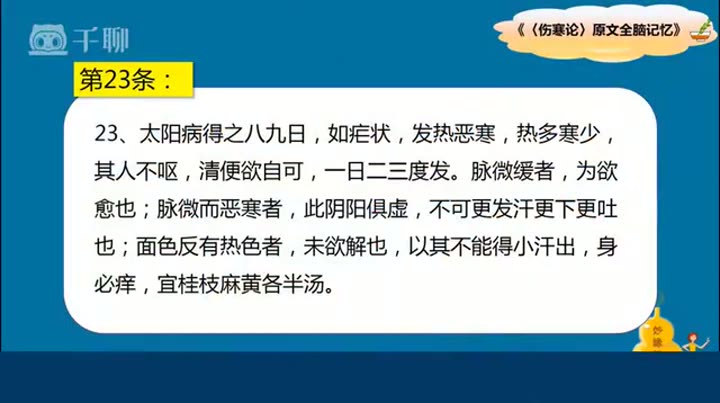 千聊
《〈伤寒论〉原文全脑记忆》
第23条：
23、太阳病得之八九日，如疟状，发热恶寒，热多寒少，
其人不呕，清便欲自可，一日二三度发。脉微缓者，为欲
愈也；脉微而恶寒者，此阴阳俱虚，不可更发汗更下更吐
也；面色反有热色者，未欲解也，以其不能得小汗出，身
必痒，宜桂枝麻黄各半汤。
妙